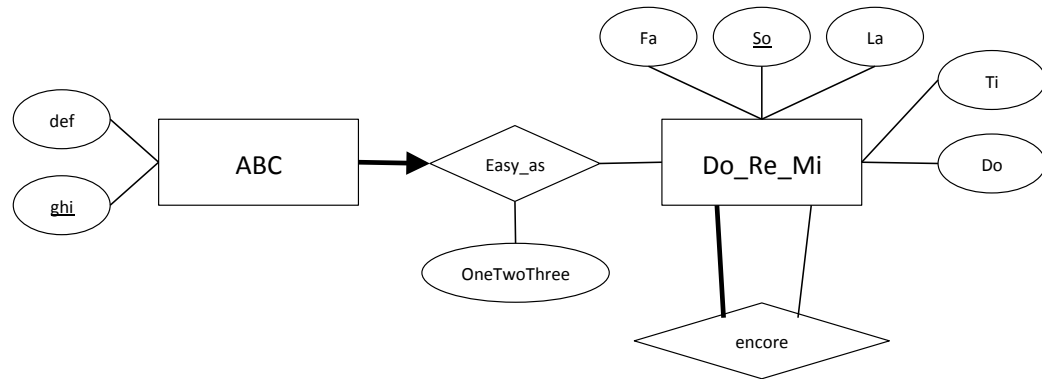 Fa
So
La
Ti
def
ABC
Easy_as
Do_Re_Mi
Do
ghi
OneTwoThree
encore